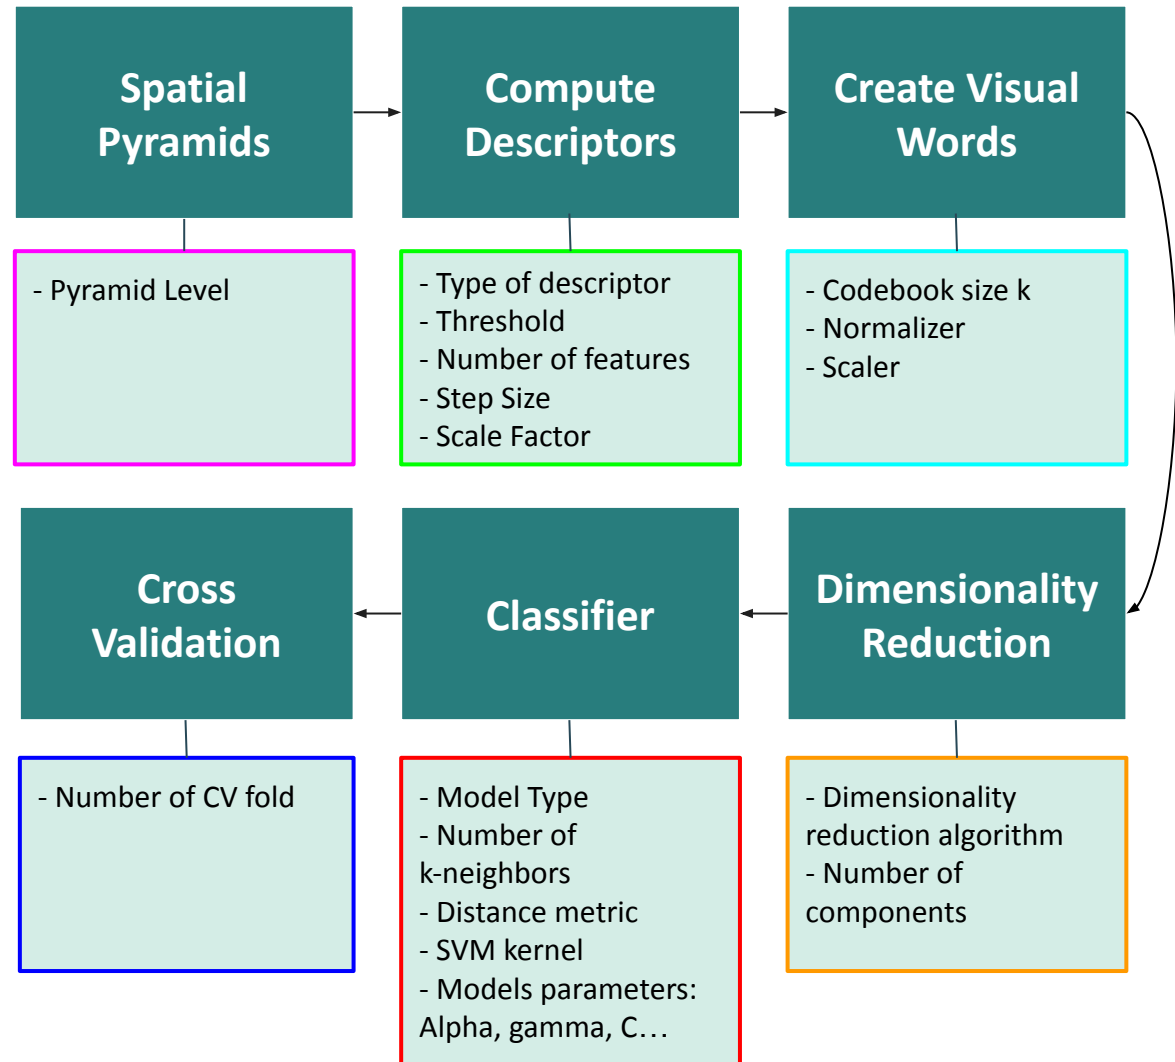 Spatial
Pyramids
Compute
Descriptors
Create Visual
Words
- Pyramid Level
- Type of descriptor
- Threshold
- Number of features
- Step Size
- Scale Factor
- Codebook size k
- Normalizer
- Scaler
Cross
Validation
Classifier
Dimensionality
Reduction
- Number of CV fold
- Model Type
- Number of
k-neighbors
- Distance metric
- SVM kernel
- Models parameters:
Alpha, gamma, C…
- Dimensionality
reduction algorithm
- Number of
components